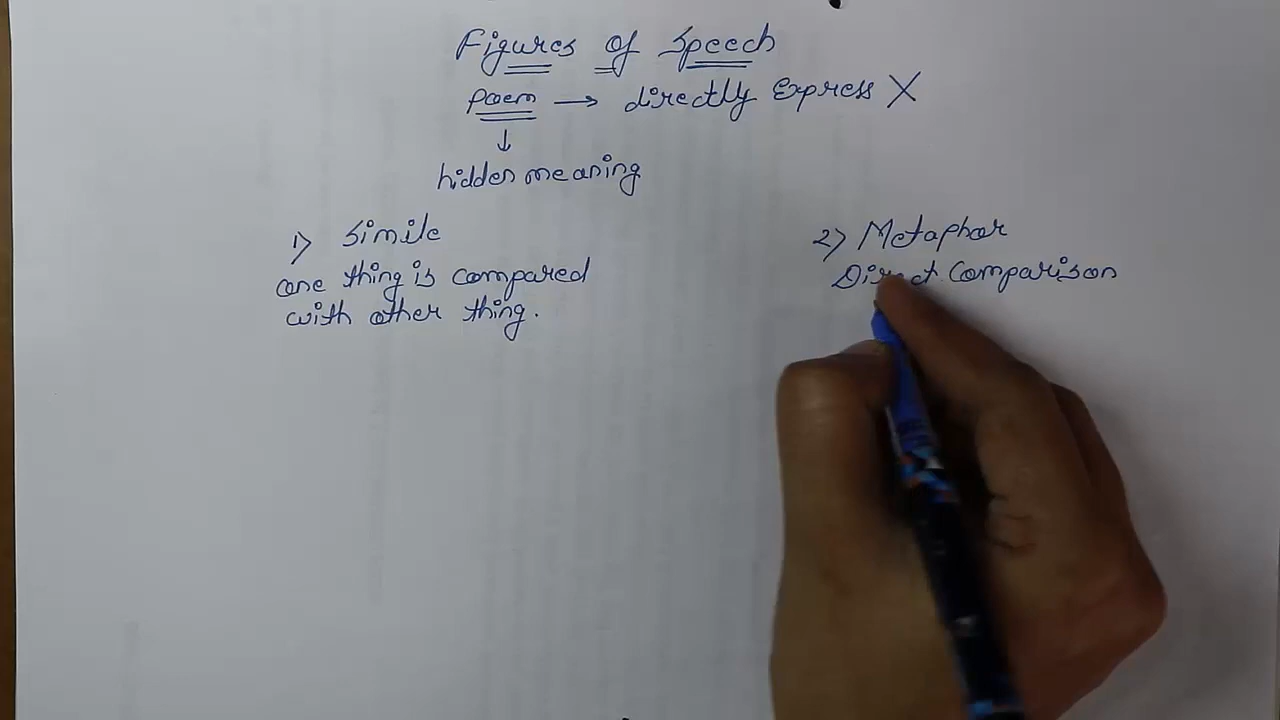 Figures of Speech
Poem → directly Express X
↓
hidden meaning
1) Simile
one thing is compared
with other thing.
2) Metaphor
Direct Comparison